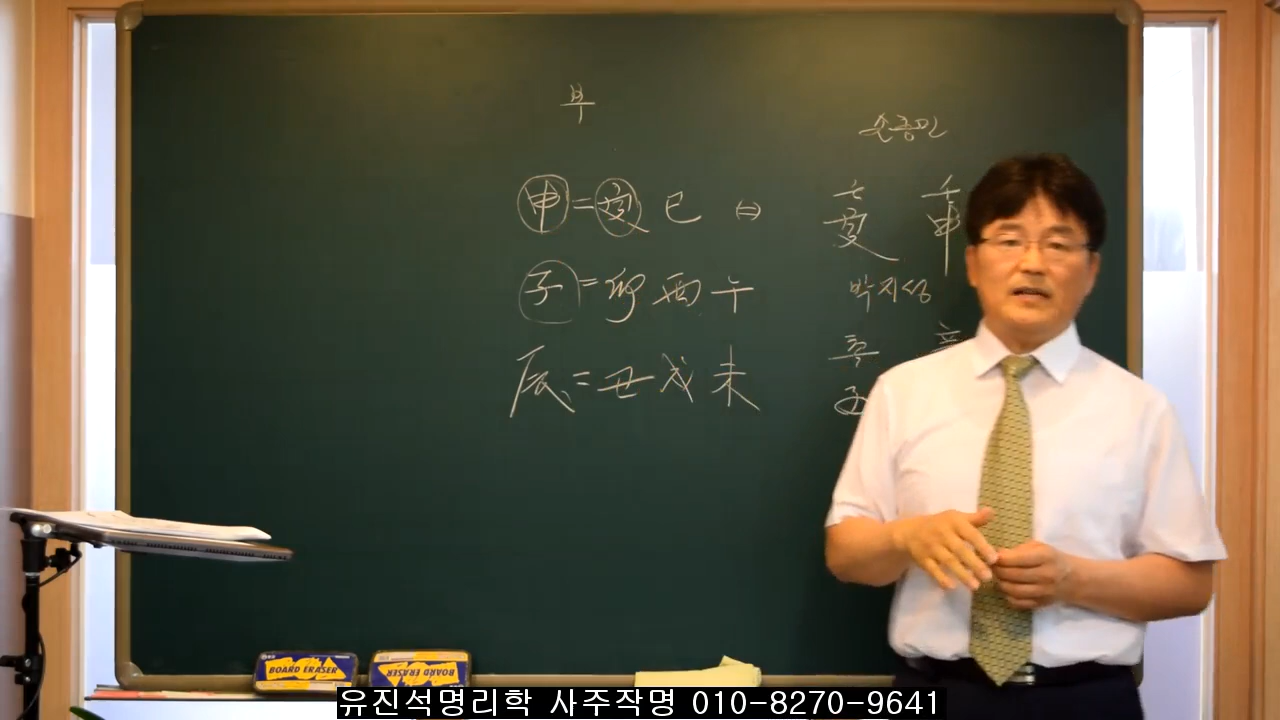 부
손흥민
申=亥 巳 ⇔ 壬 壬
亥 申
子=卯 酉 午 박지성
辰=丑 戌 未
BOARD ERASER
BOARD ERASER
유진석명리학 사주작명 010-8270-9641